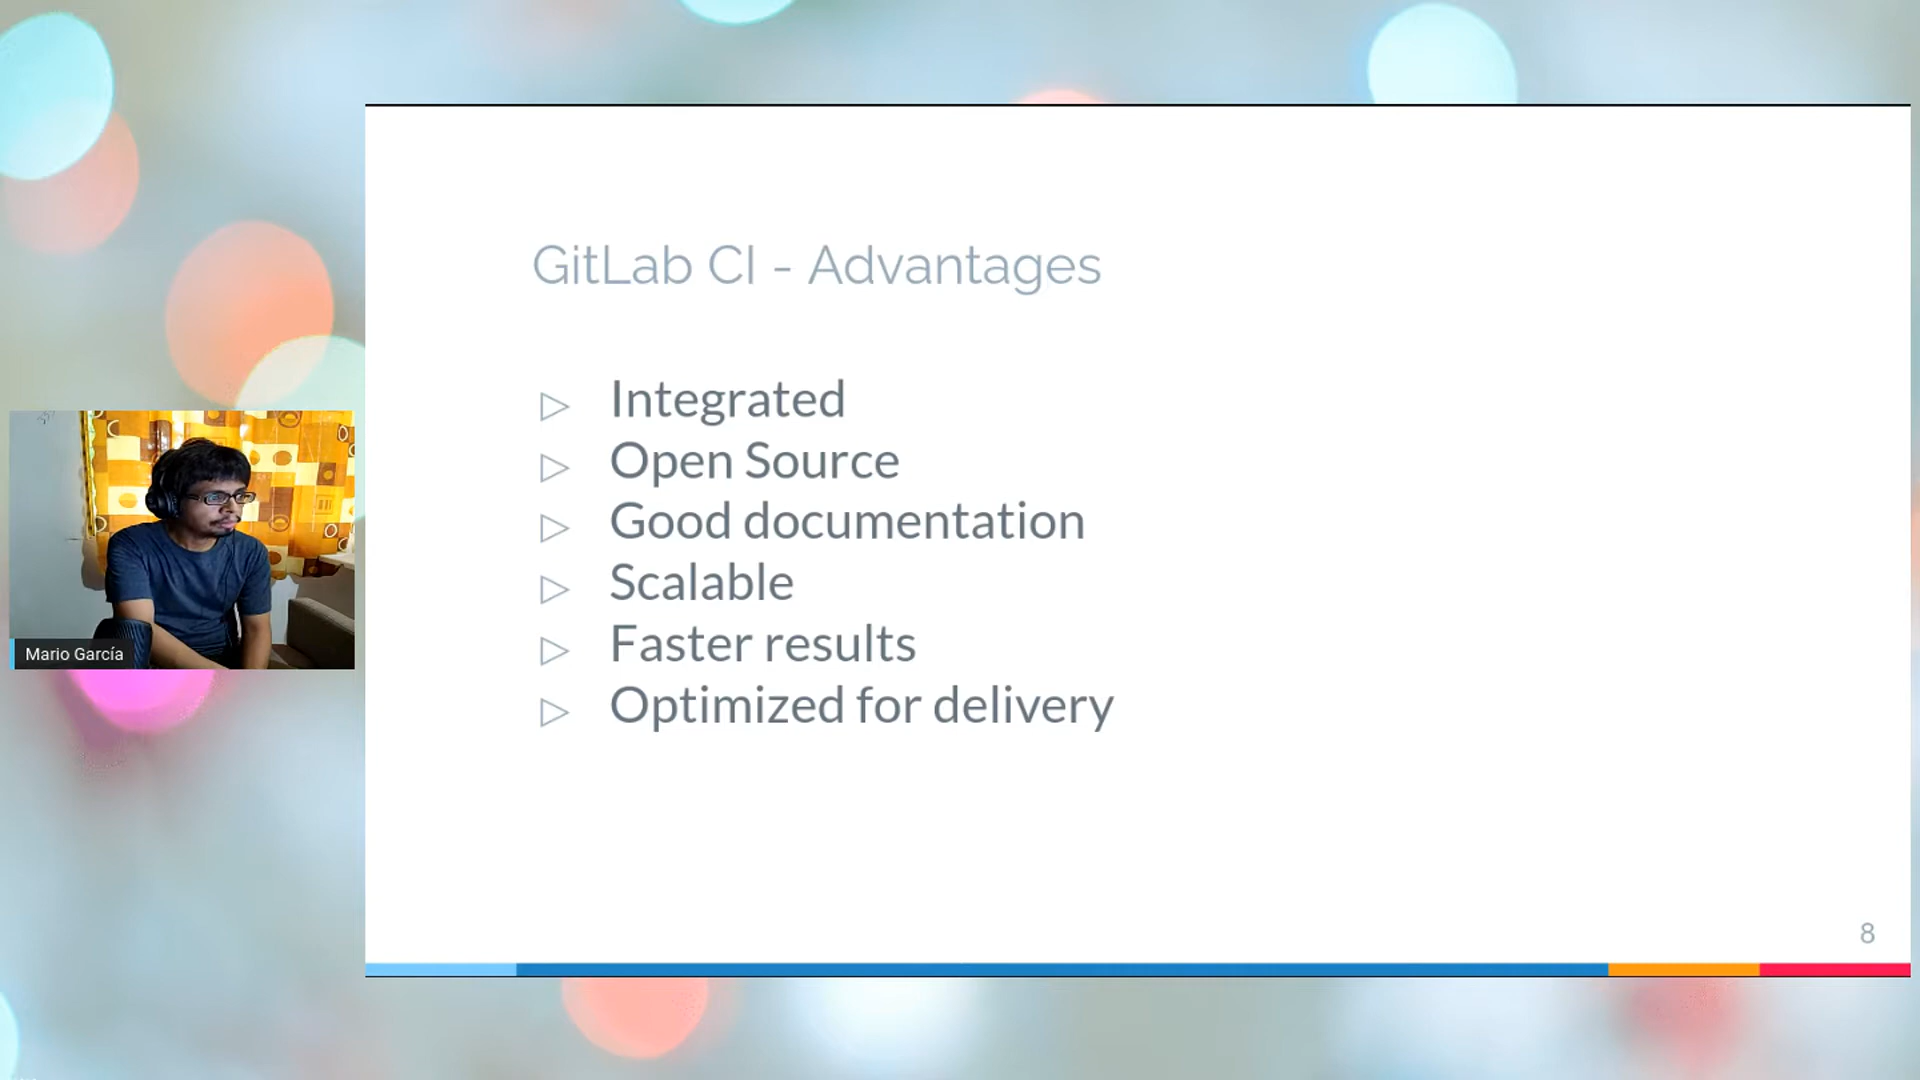 GitLab CI - Advantages
Integrated
Open Source
Good documentation
Scalable
Faster results
Optimized for delivery
Mario García
8